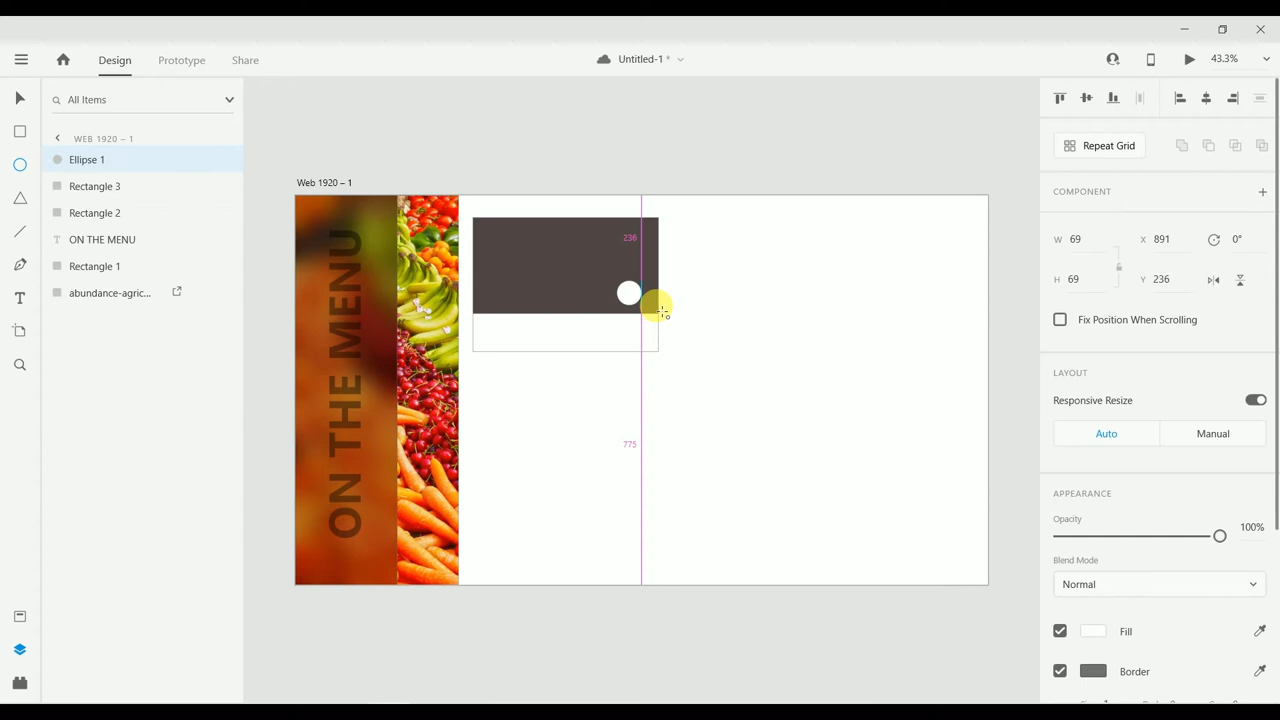 Design
Prototype
Share
Untitled-1 *
43.3%
All Items
WEB 1920 – 1
Ellipse 1
Rectangle 3
Rectangle 2
T ON THE MENU
Rectangle 1
abundance-agric...
Web 1920 – 1
ON THE MENU
236
775
Repeat Grid
COMPONENT
W 69 X 891 0°
H 69 Y 236
Fix Position When Scrolling
LAYOUT
Responsive Resize
Auto
Manual
APPEARANCE
Opacity
100%
Blend Mode
Normal
Fill
Border